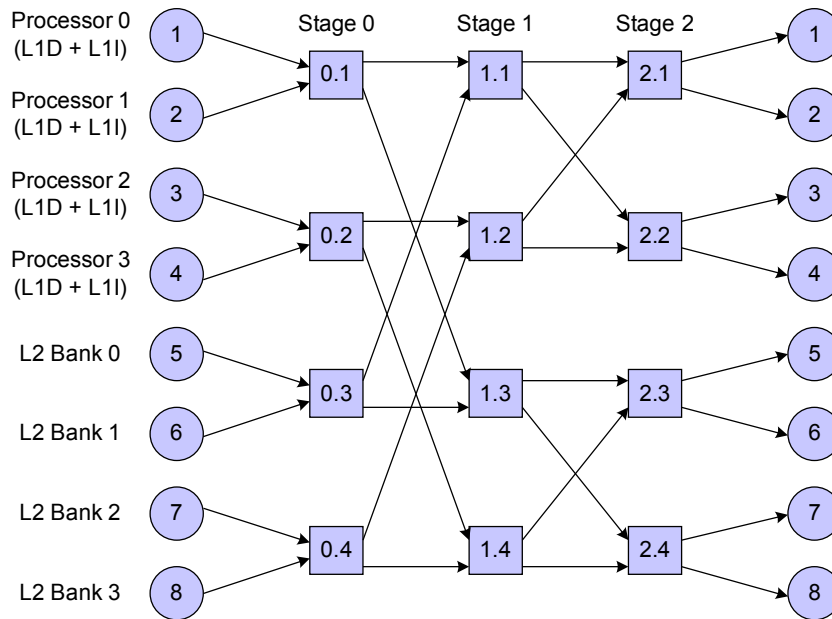 Processor 0
(L1D + L1I)
1
Stage 0
Stage 1
Stage 2
1
0.1
1.1
2.1
Processor 1
(L1D + L1I)
2
2
Processor 2
(L1D + L1I)
3
3
0.2
1.2
2.2
Processor 3
(L1D + L1I)
4
4
L2 Bank 0
5
5
0.3
1.3
2.3
L2 Bank 1
6
6
L2 Bank 2
7
7
0.4
1.4
2.4
L2 Bank 3
8
8